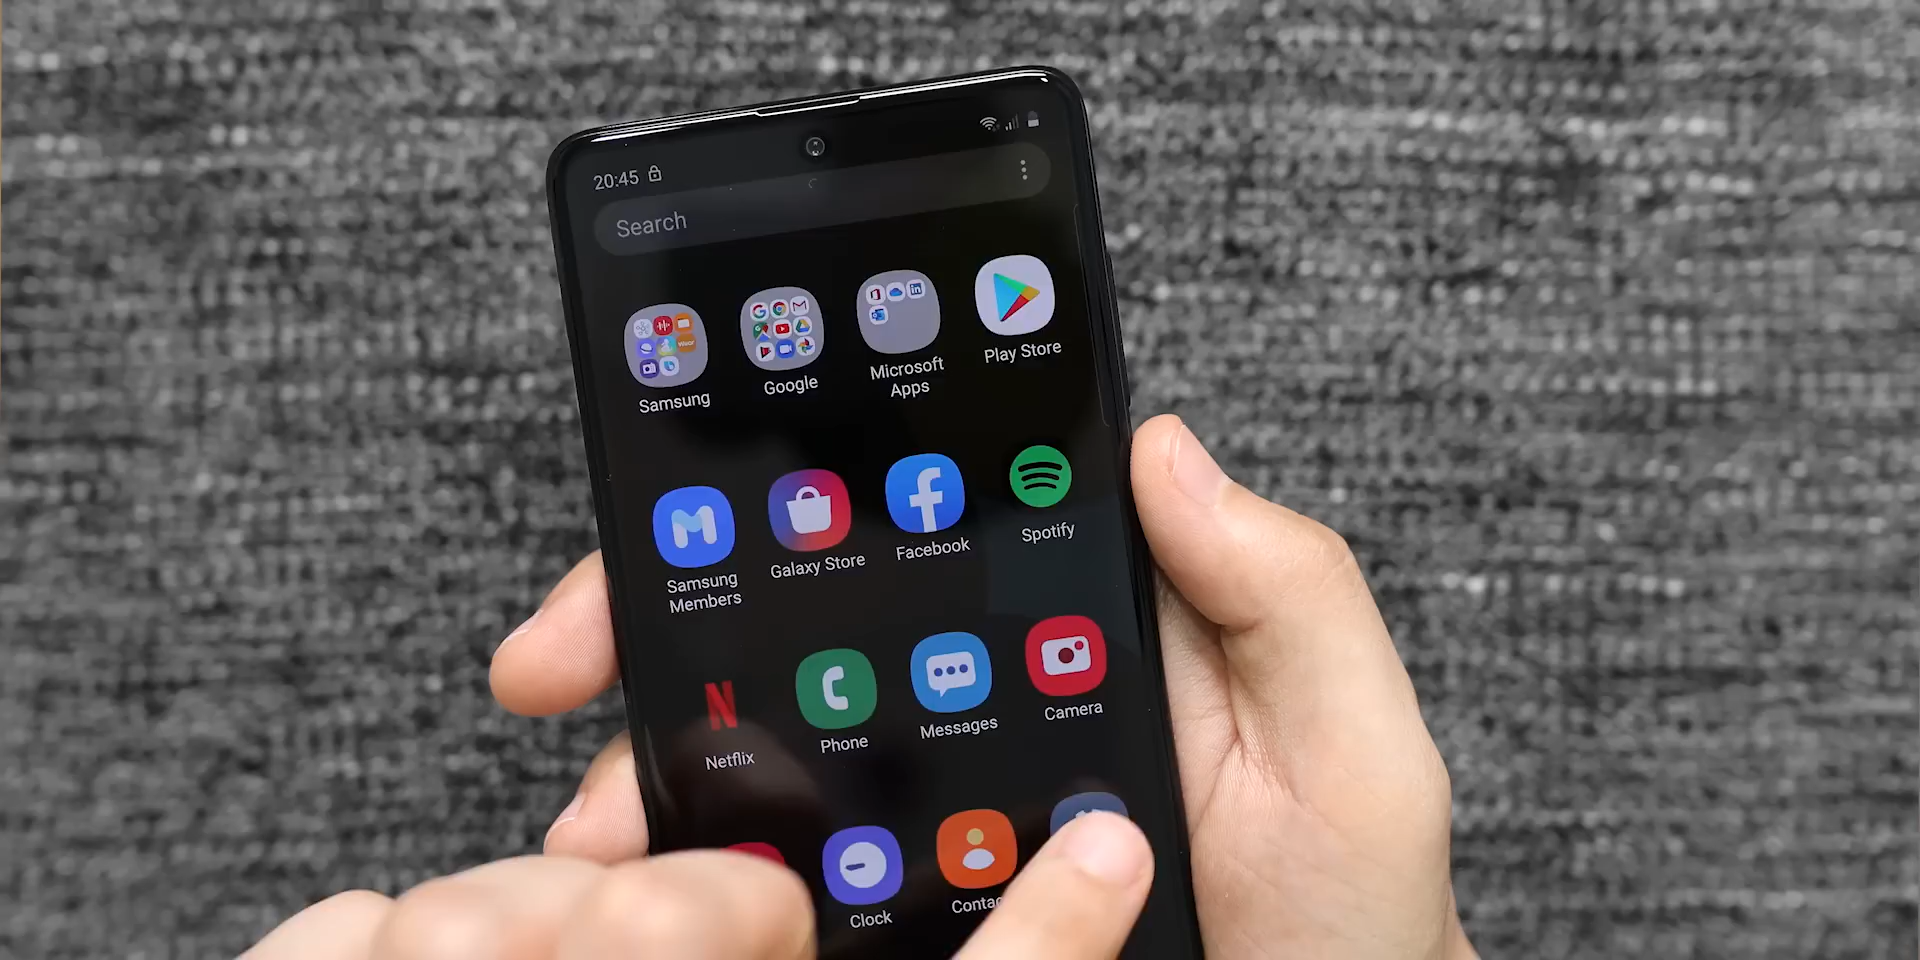 20:45
Search
Samsung
Google
Microsoft
Apps
Play Store
Samsung
Members
Galaxy Store
Facebook
Spotify
Netflix
Phone
Messages
Camera
Clock